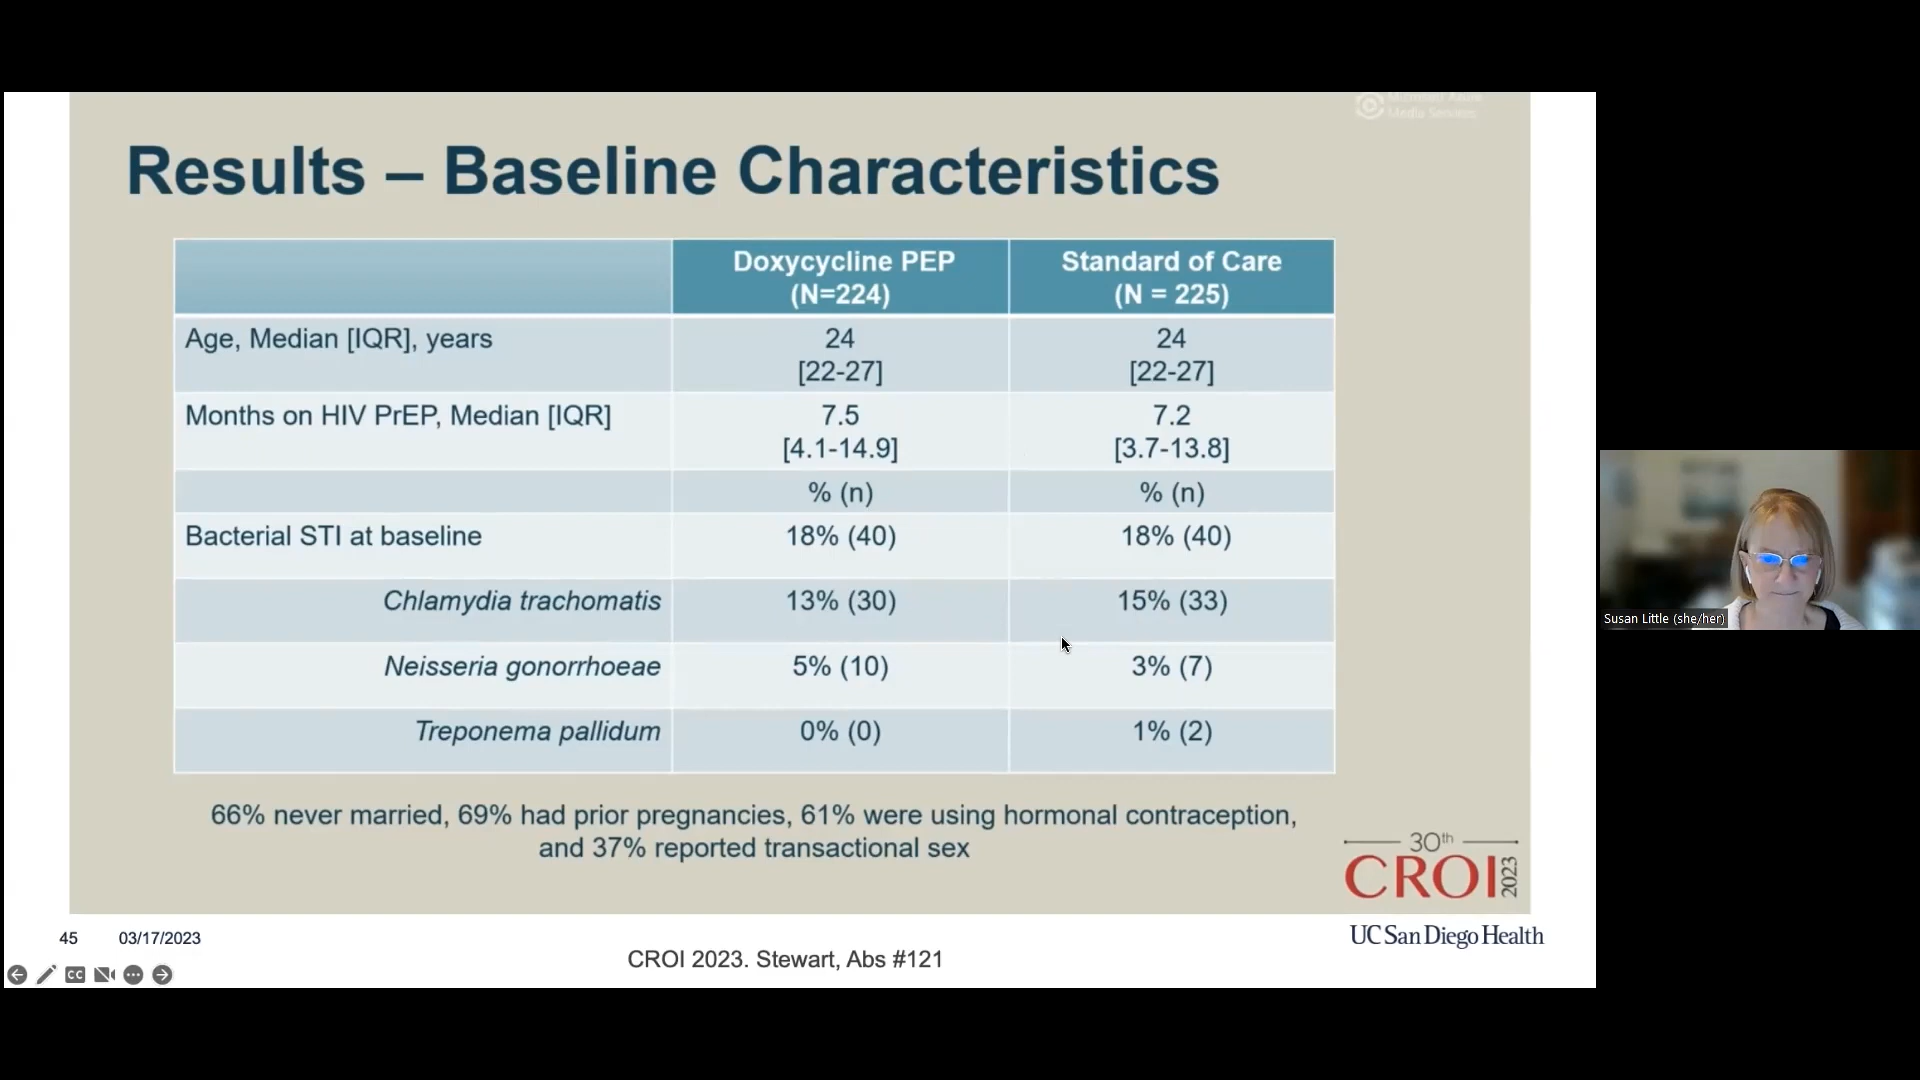 Microsoft Azure
Media Services
Results – Baseline Characteristics
Doxycycline PEP
(N=224)
Standard of Care
(N = 225)
Age, Median [IQR], years
24
[22-27]
24
[22-27]
Months on HIV PrEP, Median [IQR]
7.5
[4.1-14.9]
7.2
[3.7-13.8]
% (n)
% (n)
Bacterial STI at baseline
18% (40)
18% (40)
Chlamydia trachomatis
13% (30)
15% (33)
Neisseria gonorrhoeae
5% (10)
3% (7)
Treponema pallidum
0% (0)
1% (2)
66% never married, 69% had prior pregnancies, 61% were using hormonal contraception,
and 37% reported transactional sex
30th
CROI 2023
45 03/17/2023
CROI 2023. Stewart, Abs #121
UC San Diego Health
CC
Susan Little (she/her)